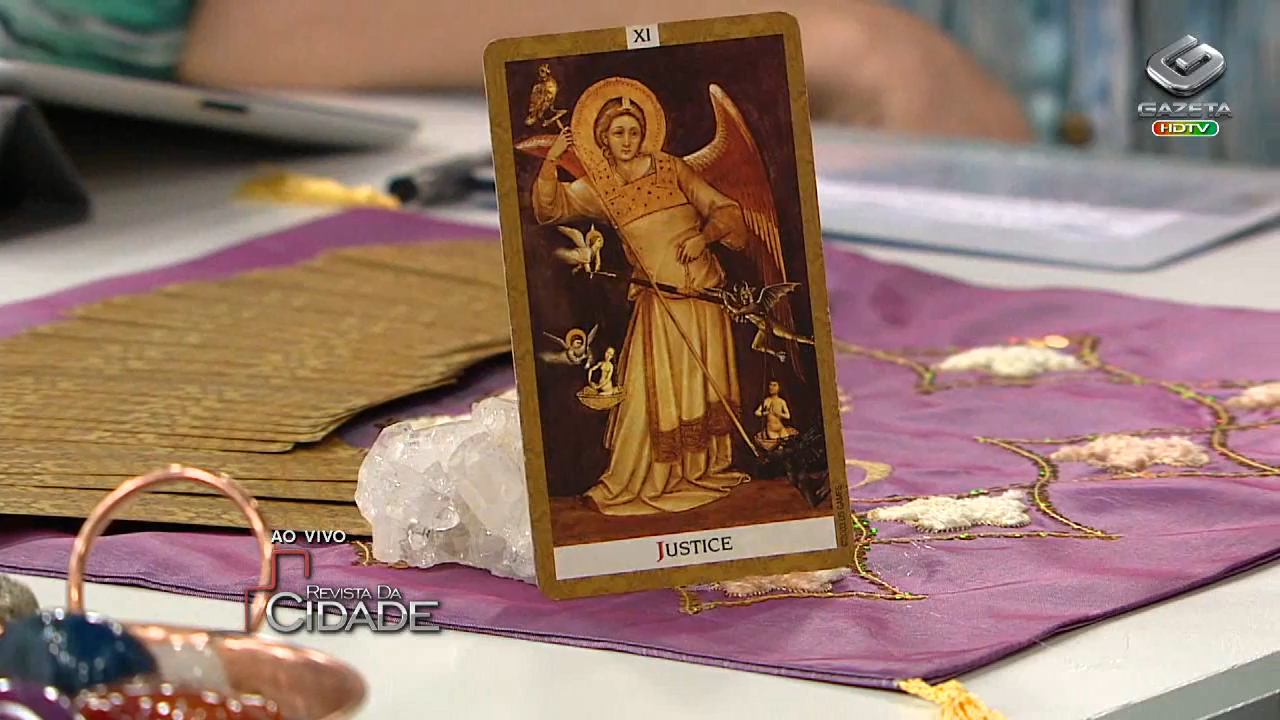 XI
GAZETA
HDTV
JUSTICE
AO VIVO
REVISTA DA
CIDADE